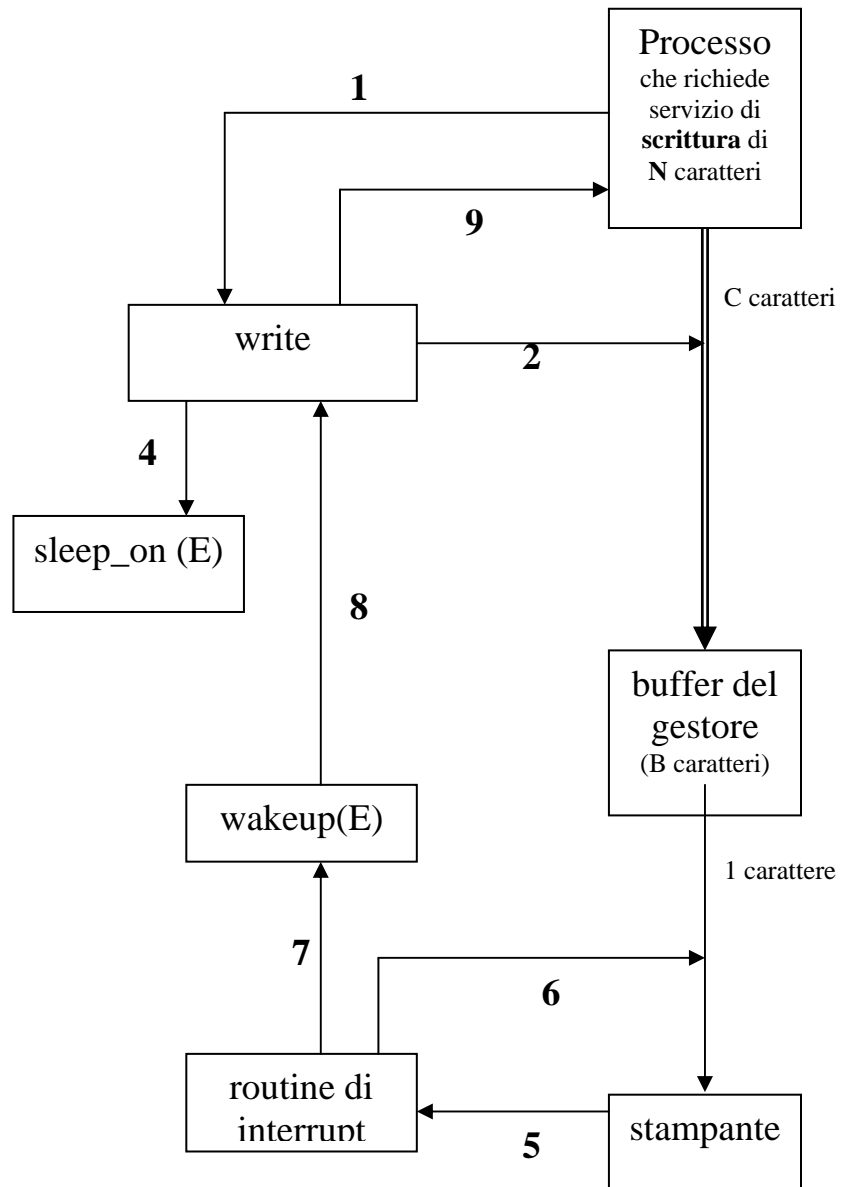 Processo
che richiede
servizio di
scrittura di
N caratteri
1
9
C caratteri
write
2
4
sleep_on (E)
8
buffer del
gestore
(B caratteri)
wakeup(E)
1 carattere
7
6
routine di
interrupt
5
stampante